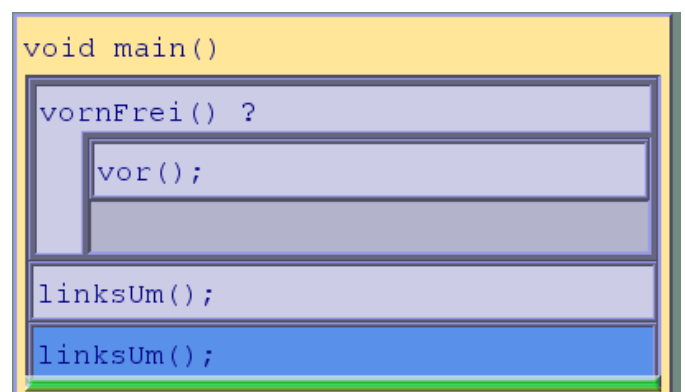 void main()
vornFrei() ?
vor();
linksUm();
linksUm();